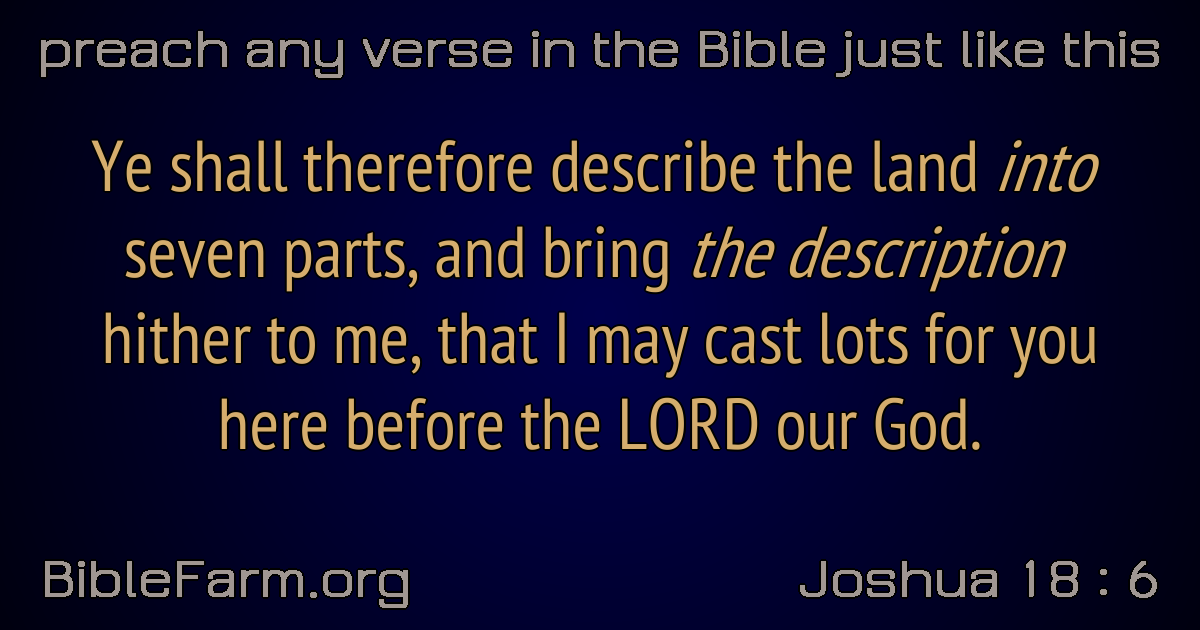 preach any verse in the Bible just like this
Ye shall therefore describe the land into
seven parts, and bring the description
hither to me, that I may cast lots for you
here before the LORD our God.
BibleFarm.org
Joshua 18 : 6